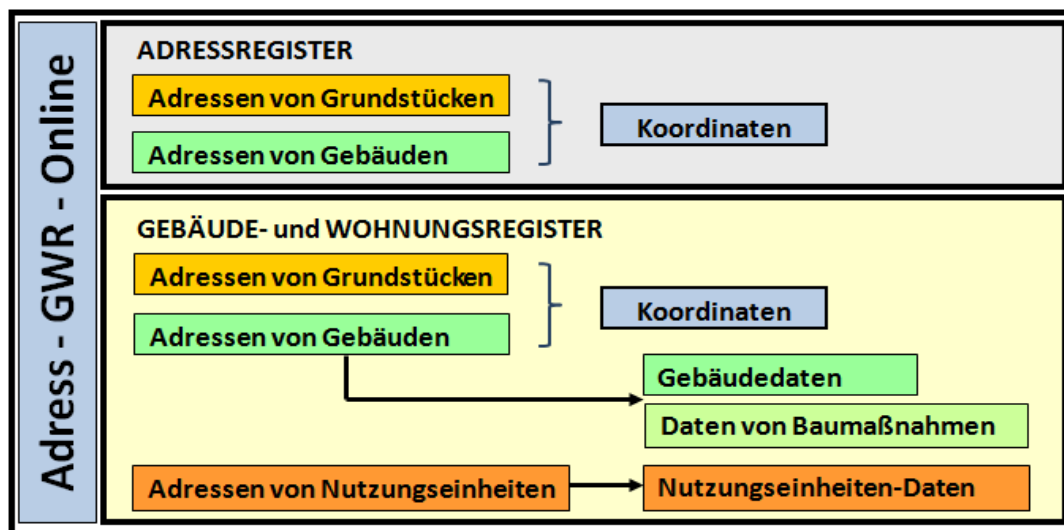 Adress - GWR - Online
ADRESSREGISTER
Adressen von Grundstücken
Adressen von Gebäuden
Koordinaten
GEBÄUDE- und WOHNUNGSREGISTER
Adressen von Grundstücken
Adressen von Gebäuden
Koordinaten
Gebäudedaten
Daten von Baumaßnahmen
Adressen von Nutzungseinheiten
Nutzungseinheiten-Daten